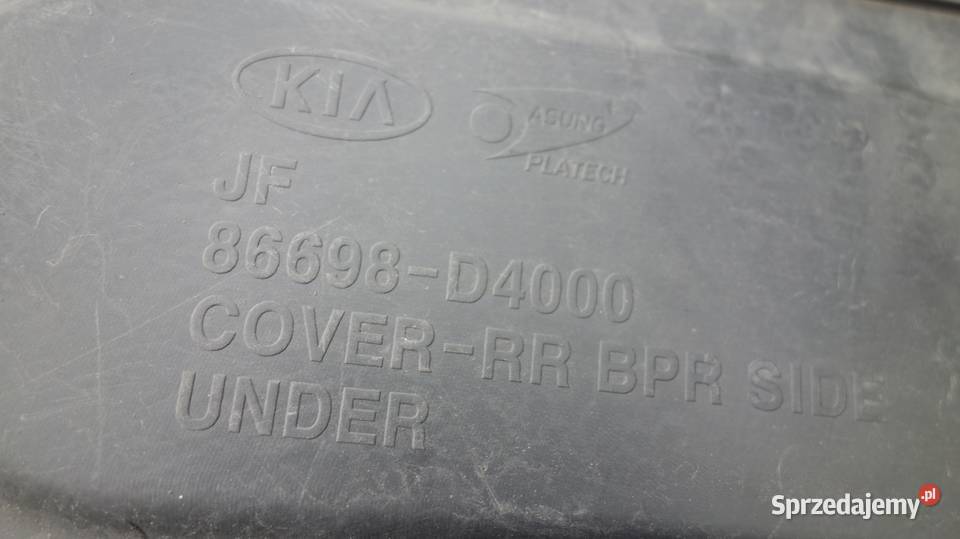 KIA
ASUNG
PLATECH
JF
86698-D4000
COVER-RR BPR SIDE
UNDER
Sprzedajemy.pl